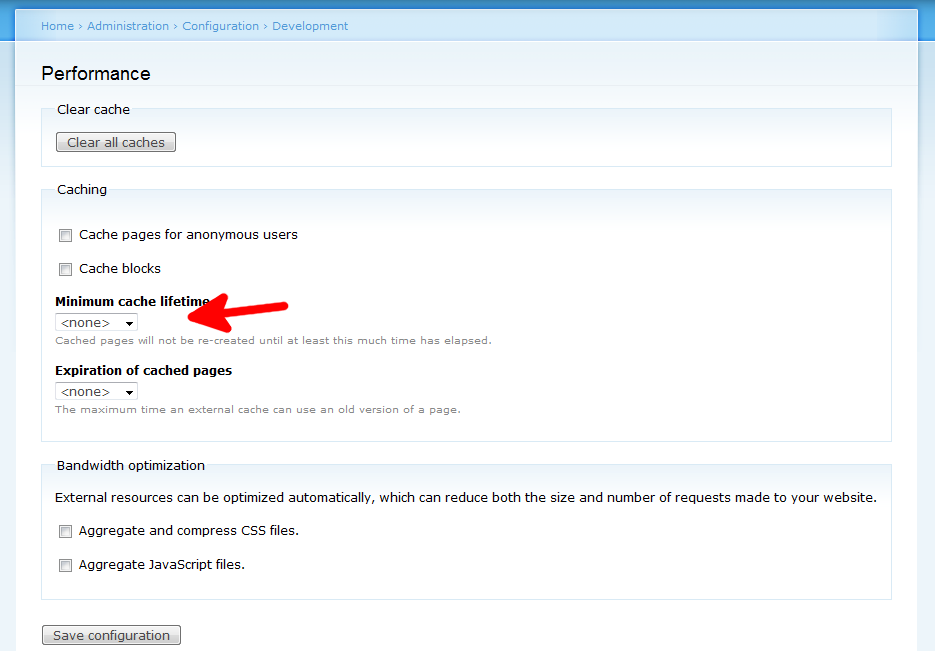 Home › Administration › Configuration › Development
Performance
Clear cache
Clear all caches
Caching
Cache pages for anonymous users
Cache blocks
Minimum cache lifetime
<none>
Cached pages will not be re-created until at least this much time has elapsed.
Expiration of cached pages
<none>
The maximum time an external cache can use an old version of a page.
Bandwidth optimization
External resources can be optimized automatically, which can reduce both the size and number of requests made to your website.
Aggregate and compress CSS files.
Aggregate JavaScript files.
Save configuration